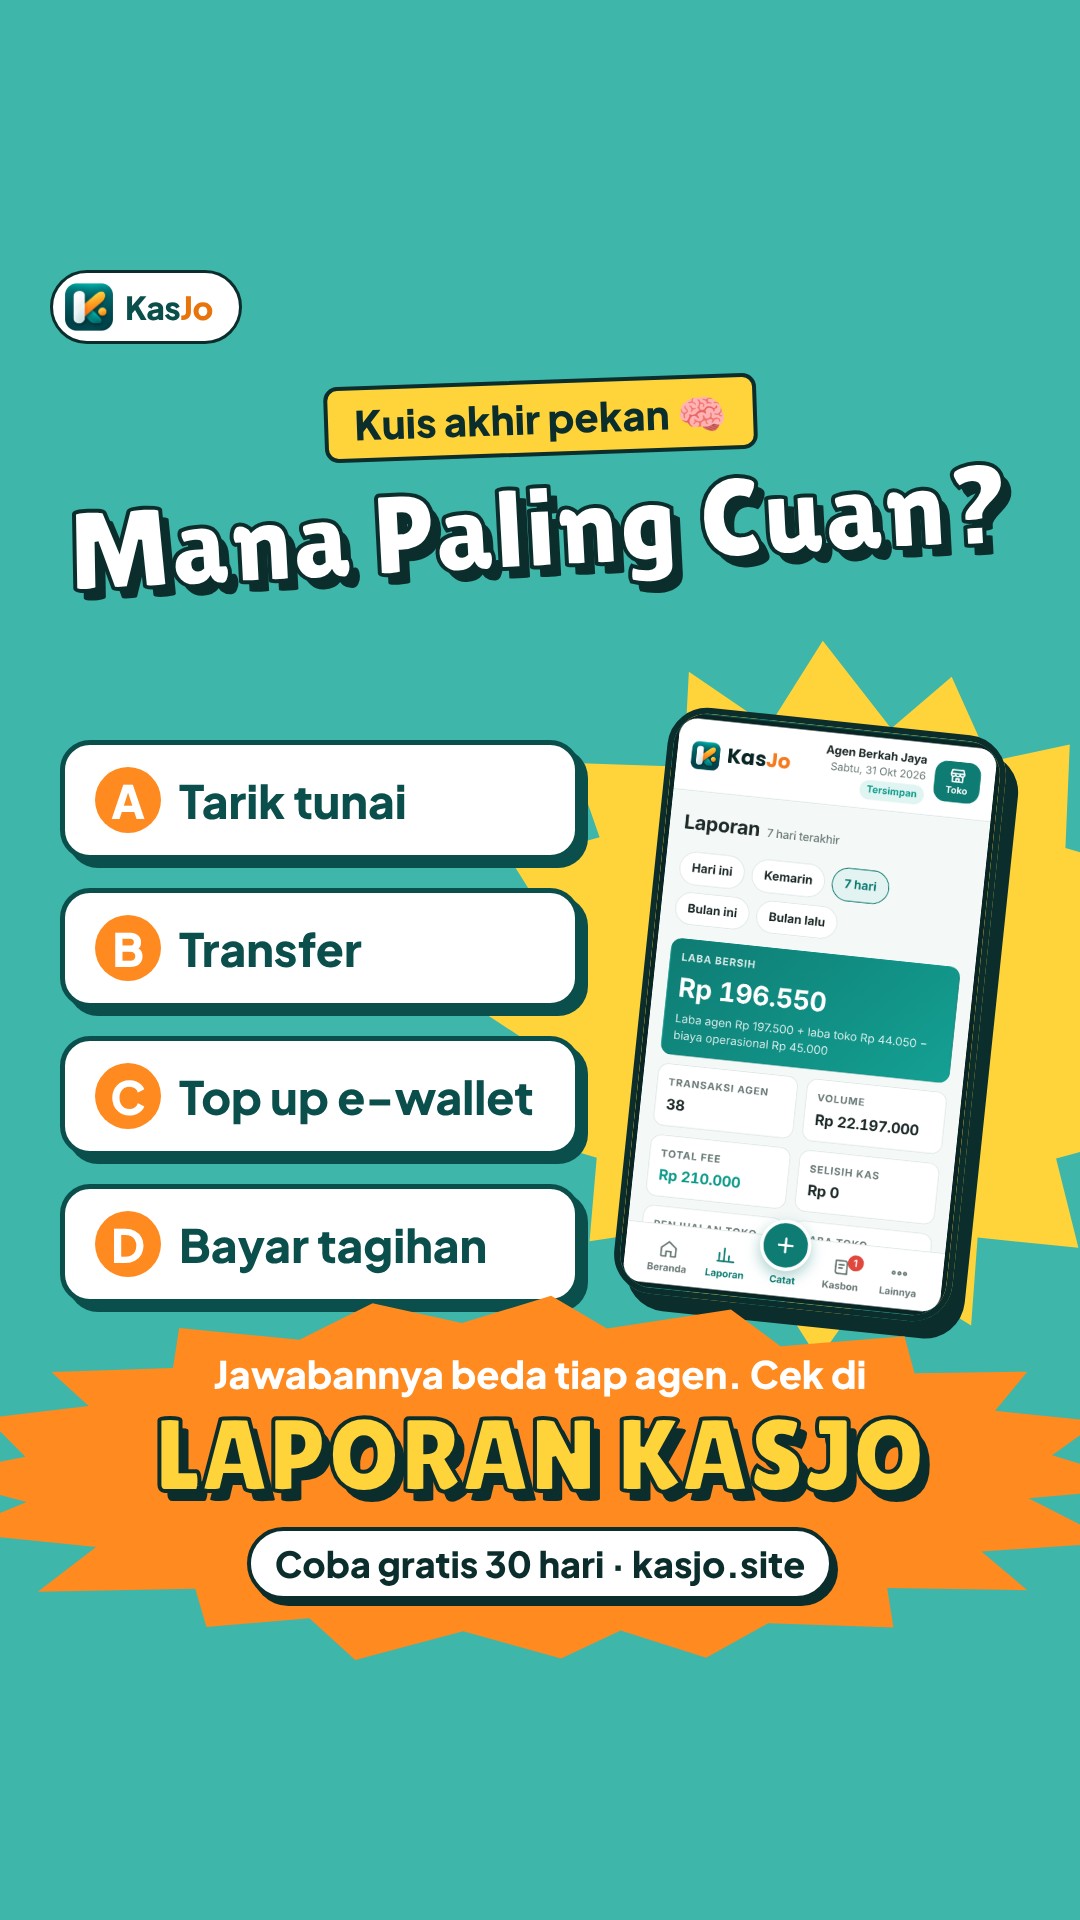 KasJo
Kuis akhir pekan
Mana Paling Cuan?
A Tarik tunai
B Transfer
C Top up e-wallet
D Bayar tagihan
KasJo
Agen Berkah Jaya
Sabtu, 31 Okt 2026
Tersimpan
Toko
Laporan 7 hari terakhir
Hari ini Kemarin 7 hari
Bulan ini Bulan lalu
LABA BERSIH
Rp 196.550
Laba agen Rp 197.500 + laba toko Rp 44.050 −
biaya operasional Rp 45.000
TRANSAKSI AGEN
38
VOLUME
Rp 22.197.000
TOTAL FEE
Rp 210.000
SELISIH KAS
Rp 0
Beranda Laporan Catat Kasbon 1 Lainnya
Jawabannya beda tiap agen. Cek di
LAPORAN KASJO
Coba gratis 30 hari · kasjo.site